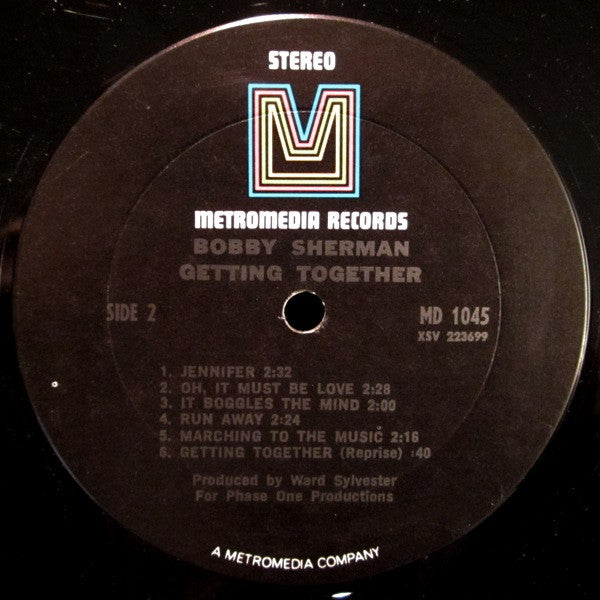 STEREO
M
METROMEDIA RECORDS
BOBBY SHERMAN
GETTING TOGETHER
SIDE 2
MD 1045
XSV 223699
1. JENNIFER 2:32
2. OH, IT MUST BE LOVE 2:28
3. IT BOGGLES THE MIND 2:00
4. RUN AWAY 2:24
5. MARCHING TO THE MUSIC 2:16
6. GETTING TOGETHER (Reprise) :40
Produced by Ward Sylvester
For Phase One Productions
A METROMEDIA COMPANY